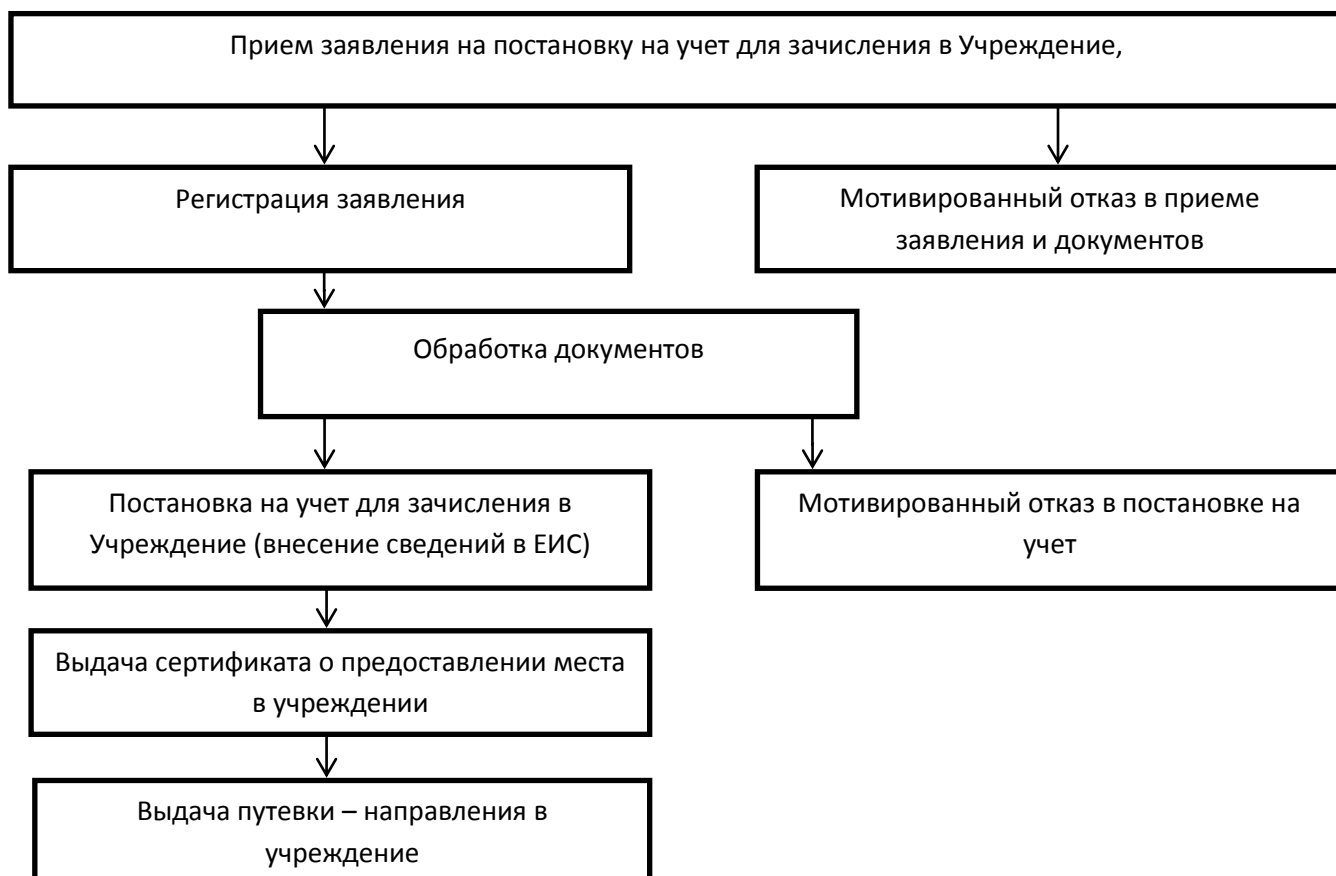 Прием заявления на постановку на учет для зачисления в Учреждение,
Регистрация заявления
Мотивированный отказ в приеме
заявления и документов
Обработка документов
Постановка на учет для зачисления в
Учреждение (внесение сведений в ЕИС)
Мотивированный отказ в постановке на
учет
Выдача сертификата о предоставлении места
в учреждении
Выдача путевки – направления в
учреждение